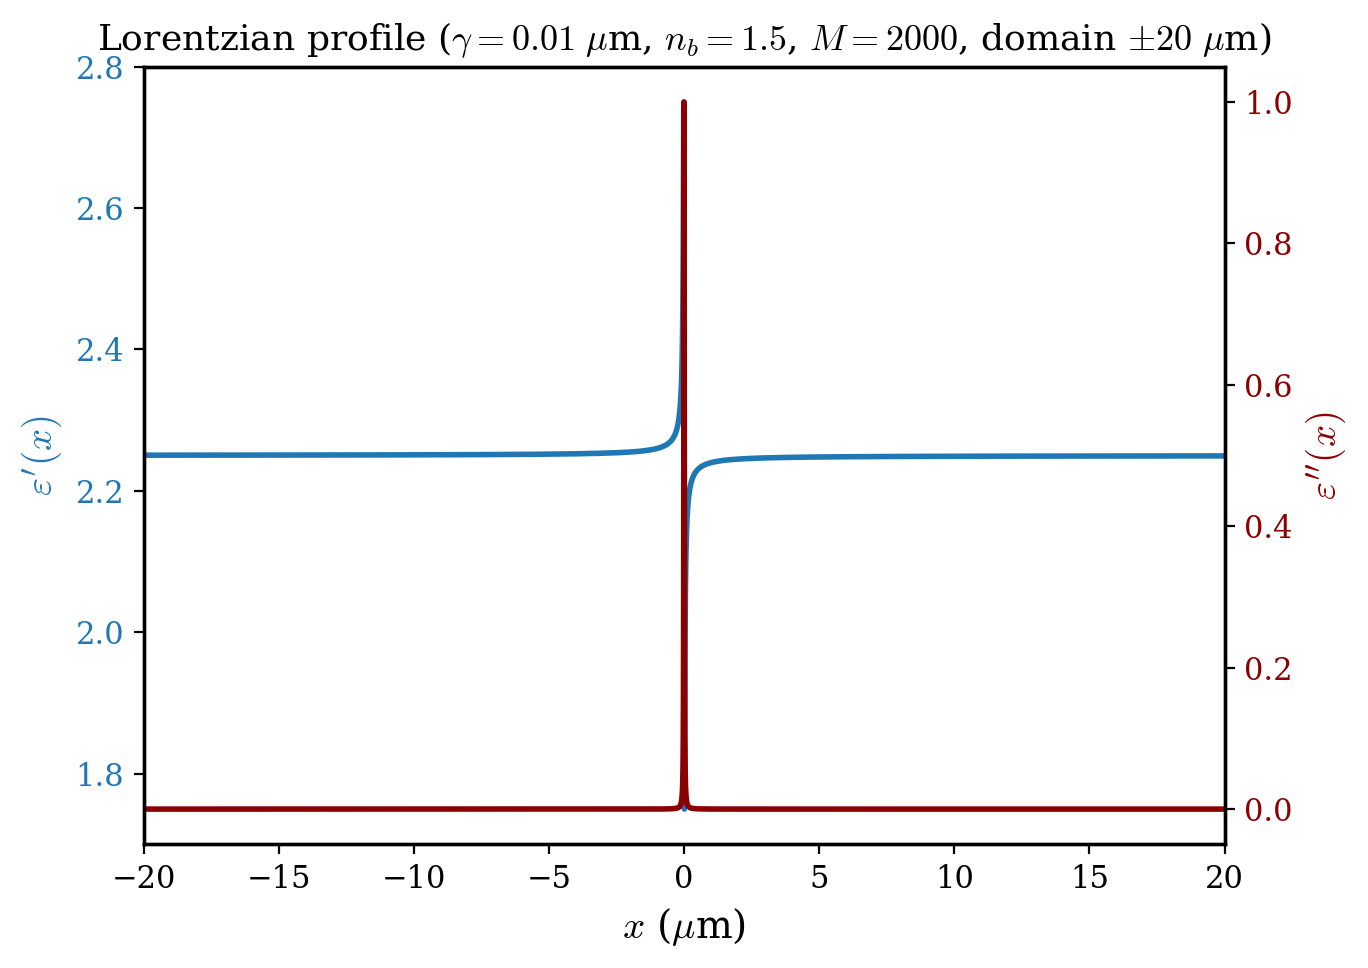 Lorentzian profile (γ = 0.01 μm, n_b = 1.5, M = 2000, domain ±20 μm)
2.8
2.6
2.4
2.2
2.0
1.8
ε′(x)
1.0
0.8
0.6
0.4
0.2
0.0
ε″(x)
−20 −15 −10 −5 0 5 10 15 20
x (μm)